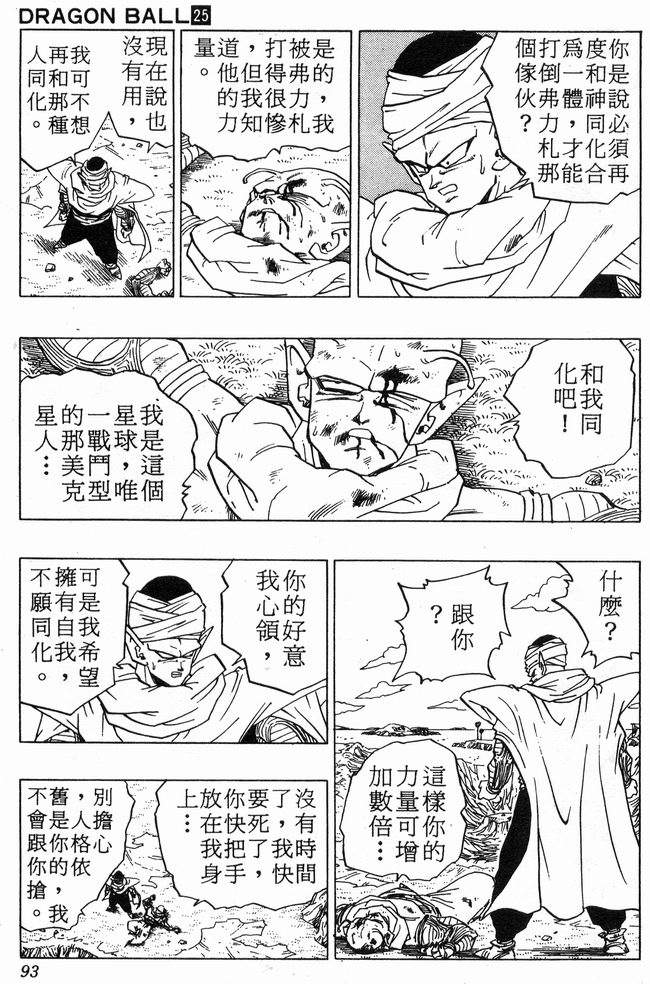 DRAGON BALL 25
你是說必須再
度和神同化合
爲一體，才能
打倒弗力札那
個傢伙？
是的，我
被弗力札
打得很慘
，但我知
道他的力
量。
現在說也
沒有用，
我可不想
再和那種
人同化。
和我同
化吧！
我是這個
星球，唯
一戰鬥型
的那美克
星人…
什麼？
跟你
？
這樣你的
力量可增
加數倍…
你的好意
我心領，
可是我希望
擁有自我，
不願同化。
沒有時間
了，我快
要死了，
你快把手
放在我身
上…
別擔心
，人格依
舊是你的，我
不會跟你搶。
93